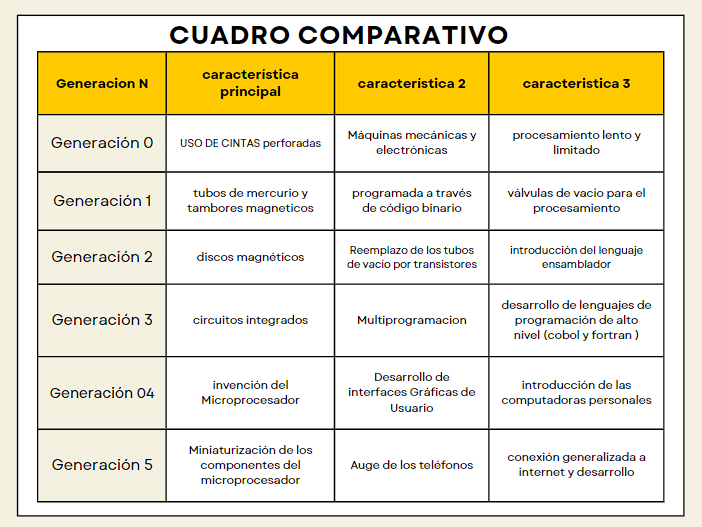 CUADRO COMPARATIVO
Generacion N
característica
principal
característica 2
caracteristica 3
Generación 0
USO DE CINTAS perforadas
Máquinas mecánicas y
electrónicas
procesamiento lento y
limitado
Generación 1
tubos de mercurio y
tambores magneticos
programada a través
de código binario
válvulas de vacío para el
procesamiento
Generación 2
discos magnéticos
Reemplazo de los tubos
de vacío por transistores
introducción del lenguaje
ensamblador
Generación 3
circuitos integrados
Multiprogramacion
desarrollo de lenguajes de
programación de alto
nivel (cobol y fortran )
Generación 04
invención del
Microprocesador
Desarrollo de
interfaces Gráficas de
Usuario
introducción de las
computadoras personales
Generación 5
Miniaturización de los
componentes del
microprocesador
Auge de los teléfonos
conexión generalizada a
internet y desarrollo